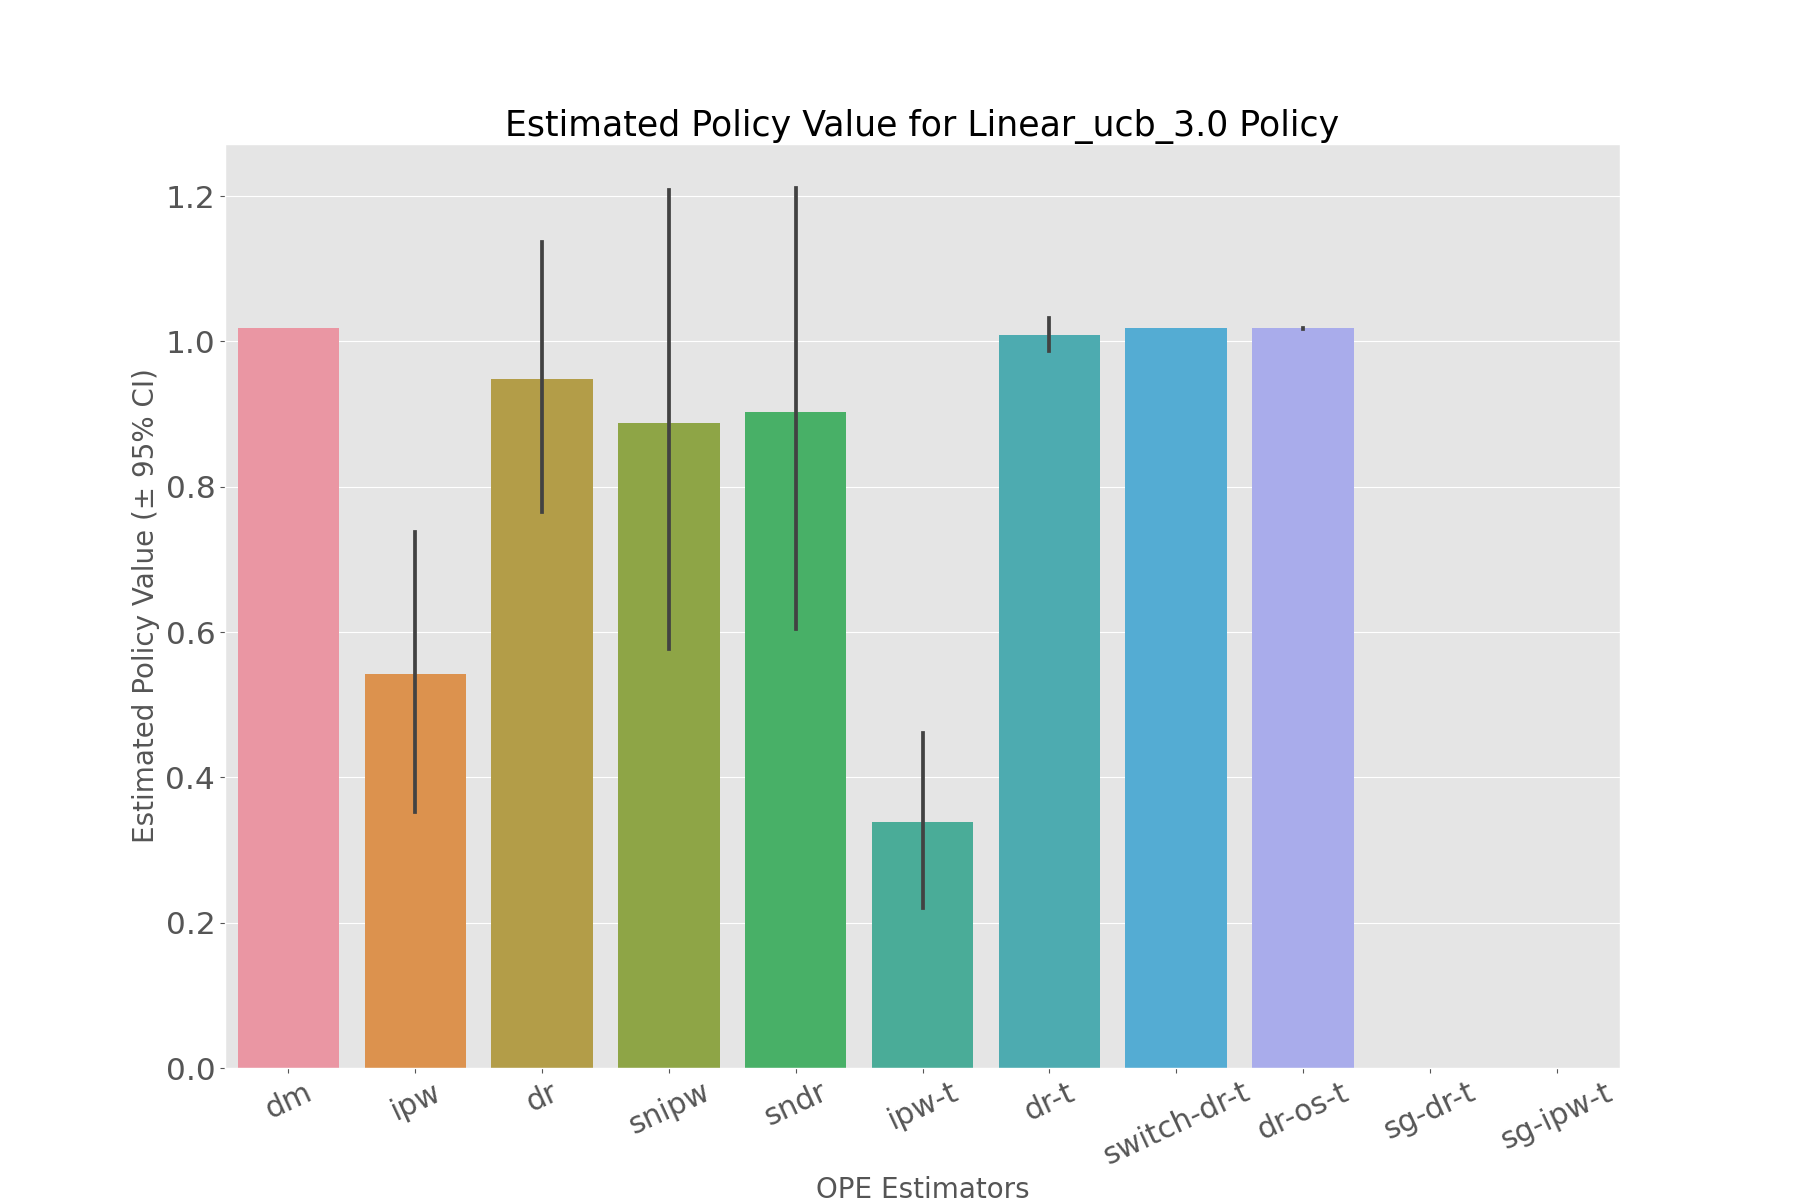 Estimated Policy Value for Linear_ucb_3.0 Policy
Estimated Policy Value (± 95% CI)
1.2
1.0
0.8
0.6
0.4
0.2
0.0
dm
ipw
dr
snipw
sndr
ipw-t
dr-t
switch-dr-t
dr-os-t
sg-dr-t
sg-ipw-t
OPE Estimators